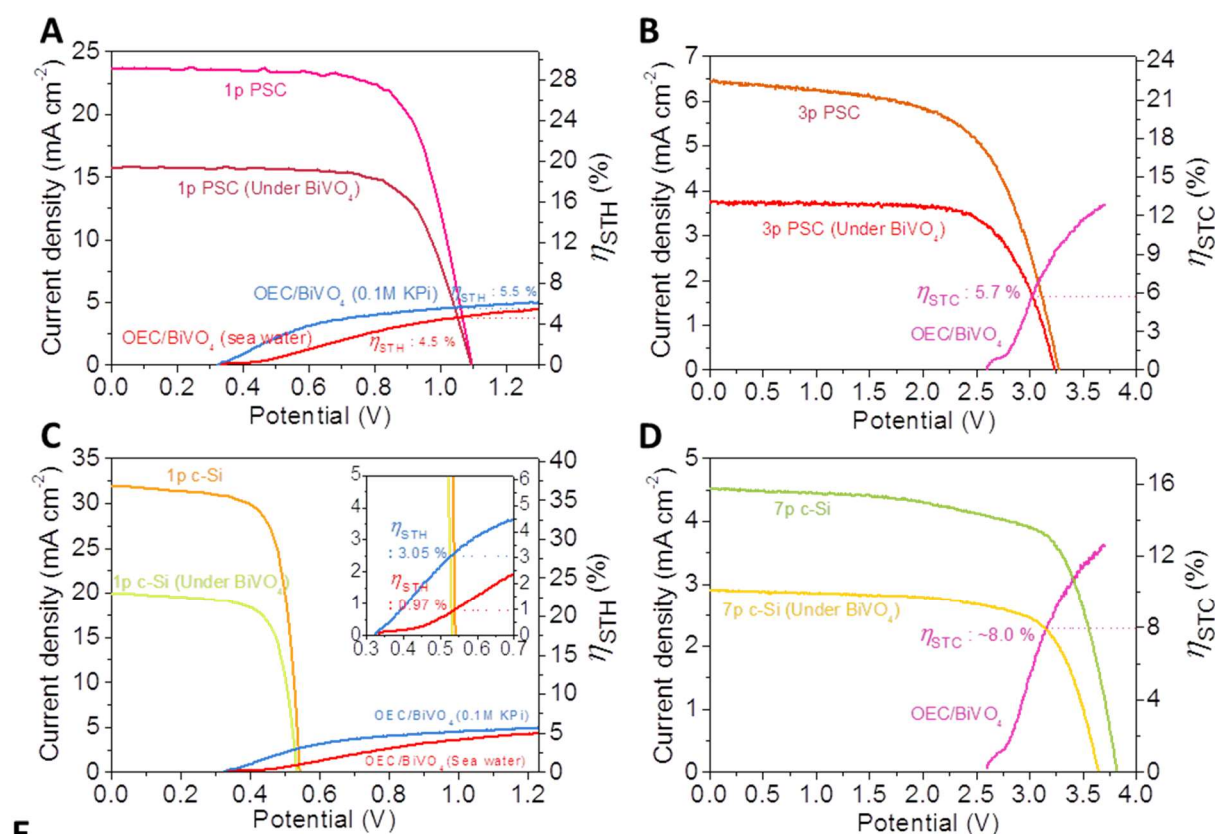 A
Current density (mA cm⁻²)
25
20
15
10
5
0
1p PSC
1p PSC (Under BiVO₄)
OEC/BiVO₄ (0.1M KPi)
η_STH : 5.5 %
OEC/BiVO₄ (sea water)
η_STH : 4.5 %
28
24
20
16
12
8
4
0
η_STH (%)
0.0 0.2 0.4 0.6 0.8 1.0 1.2
Potential (V)
B
Current density (mA cm⁻²)
7
6
5
4
3
2
1
0
3p PSC
3p PSC (Under BiVO₄)
η_STC : 5.7 %
OEC/BiVO₄
24
21
18
15
12
9
6
3
0
η_STC (%)
0.0 0.5 1.0 1.5 2.0 2.5 3.0 3.5 4.0
Potential (V)
C
Current density (mA cm⁻²)
35
30
25
20
15
10
5
0
1p c-Si
1p c-Si (Under BiVO₄)
5
4
3
2
1
0
η_STH
: 3.05 %
η_STH
: 0.97 %
6
5
4
3
2
1
0
0.3 0.4 0.5 0.6 0.7
OEC/BiVO₄ (0.1M KPi)
OEC/BiVO₄ (Sea water)
40
35
30
25
20
15
10
5
0
η_STH (%)
0.0 0.2 0.4 0.6 0.8 1.0 1.2
Potential (V)
D
Current density (mA cm⁻²)
5
4
3
2
1
0
7p c-Si
7p c-Si (Under BiVO₄)
η_STC : ~8.0 %
OEC/BiVO₄
16
12
8
4
0
η_STC (%)
0.0 0.5 1.0 1.5 2.0 2.5 3.0 3.5 4.0
Potential (V)